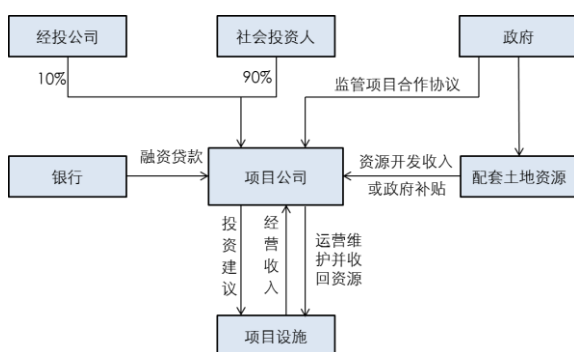 经投公司
社会投资人
政府
10%
90%
监管项目合作协议
融资贷款
资源开发收入
或政府补贴
银行
项目公司
配套土地资源
投资建议
经营收入
运营维
护并收
回资源
项目设施